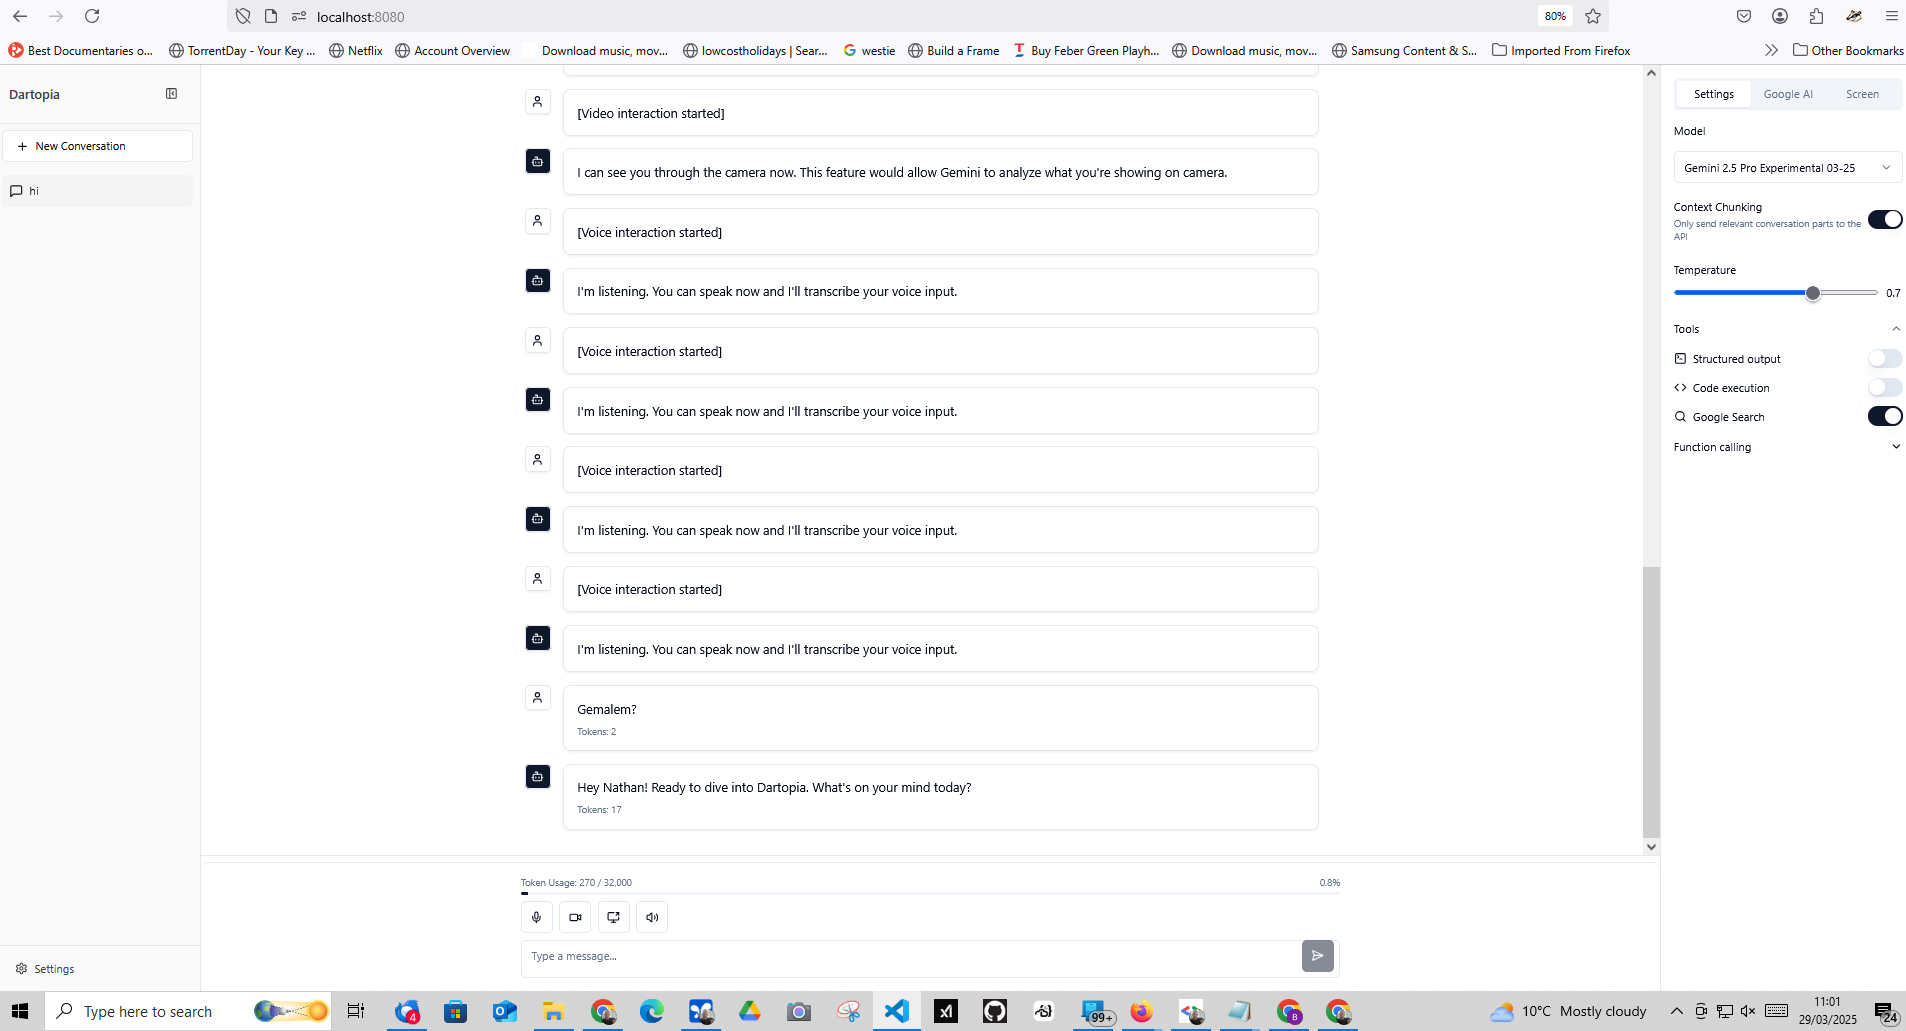 localhost:8080
80%
Best Documentaries o...
TorrentDay - Your Key ...
Netflix
Account Overview
Download music, mov...
lowcostholidays | Sear...
westie
Build a Frame
Buy Feber Green Playh...
Download music, mov...
Samsung Content & S...
Imported From Firefox
Other Bookmarks
Dartopia
New Conversation
hi
Settings
[Video interaction started]
I can see you through the camera now. This feature would allow Gemini to analyze what you're showing on camera.
[Voice interaction started]
I'm listening. You can speak now and I'll transcribe your voice input.
[Voice interaction started]
I'm listening. You can speak now and I'll transcribe your voice input.
[Voice interaction started]
I'm listening. You can speak now and I'll transcribe your voice input.
[Voice interaction started]
I'm listening. You can speak now and I'll transcribe your voice input.
Gemalem?
Tokens: 2
Hey Nathan! Ready to dive into Dartopia. What's on your mind today?
Tokens: 17
Token Usage: 270 / 32,000
0.8%
Type a message...
Settings
Google AI
Screen
Model
Gemini 2.5 Pro Experimental 03-25
Context Chunking
Only send relevant conversation parts to the
API
Temperature
0.7
Tools
Structured output
Code execution
Google Search
Function calling
Type here to search
4
99+
B
10°C Mostly cloudy
11:01
29/03/2025
24